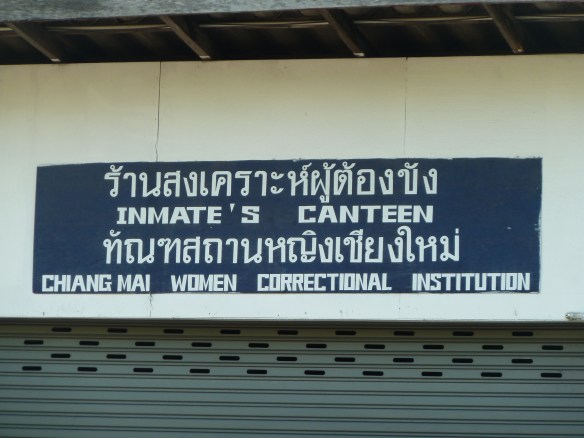 ร้านสงเคราะห์ผู้ต้องขัง
INMATE'S CANTEEN
ทัณฑสถานหญิงเชียงใหม่
CHIANG MAI WOMEN CORRECTIONAL INSTITUTION